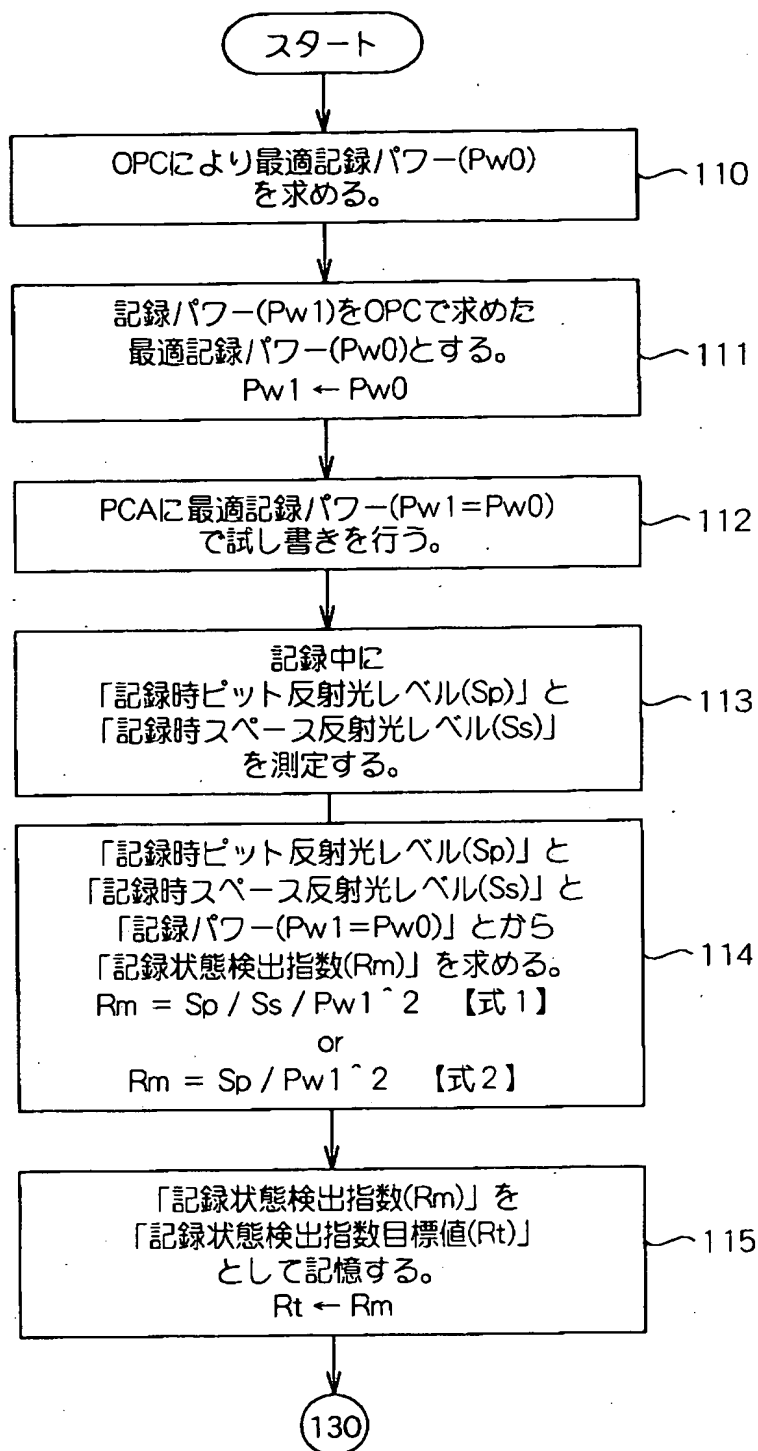 スタート
OPCにより最適記録パワー(Pw0)
を求める。
110
記録パワー(Pw1)をOPCで求めた
最適記録パワー(Pw0)とする。
Pw1 ← Pw0
111
PCAに最適記録パワー(Pw1=Pw0)
で試し書きを行う。
112
記録中に
「記録時ピット反射光レベル(Sp)」と
「記録時スペース反射光レベル(Ss)」
を測定する。
113
「記録時ピット反射光レベル(Sp)」と
「記録時スペース反射光レベル(Ss)」と
「記録パワー(Pw1=Pw0)」とから
「記録状態検出指数(Rm)」を求める。
Rm = Sp / Ss / Pw1^2 【式1】
or
Rm = Sp / Pw1^2 【式2】
114
「記録状態検出指数(Rm)」を
「記録状態検出指数目標値(Rt)」
として記憶する。
Rt ← Rm
115
130